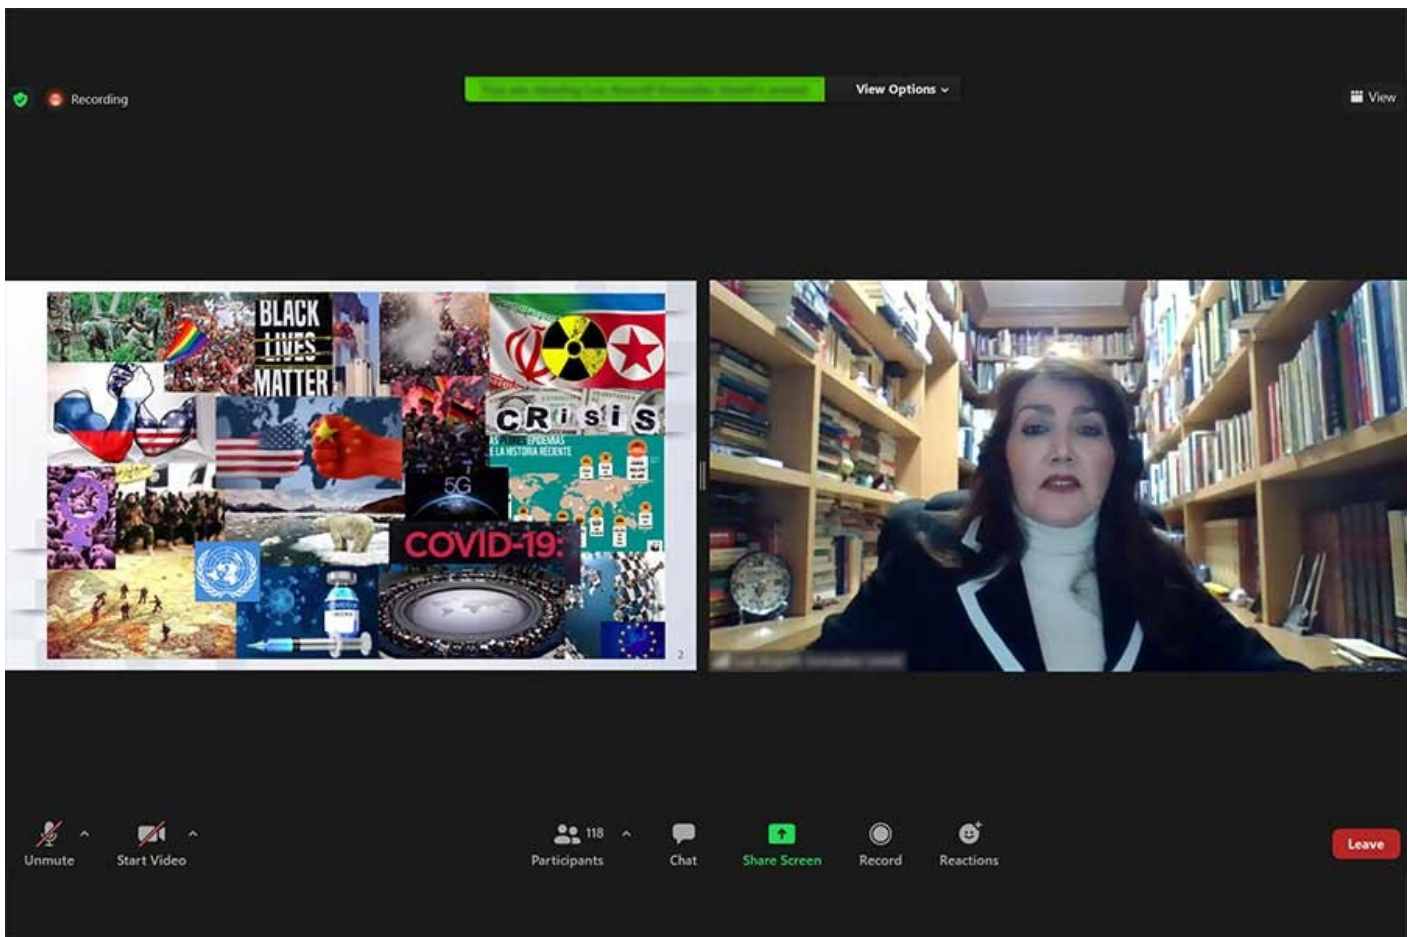 Recording
View Options
View
BLACK
LIVES
MATTER
CRisis
EPIDEMIAS
E LA HISTORIA RECIENTE
5G
COVID-19:
2
Unmute
Start Video
118
Participants
Chat
Share Screen
Record
Reactions
Leave